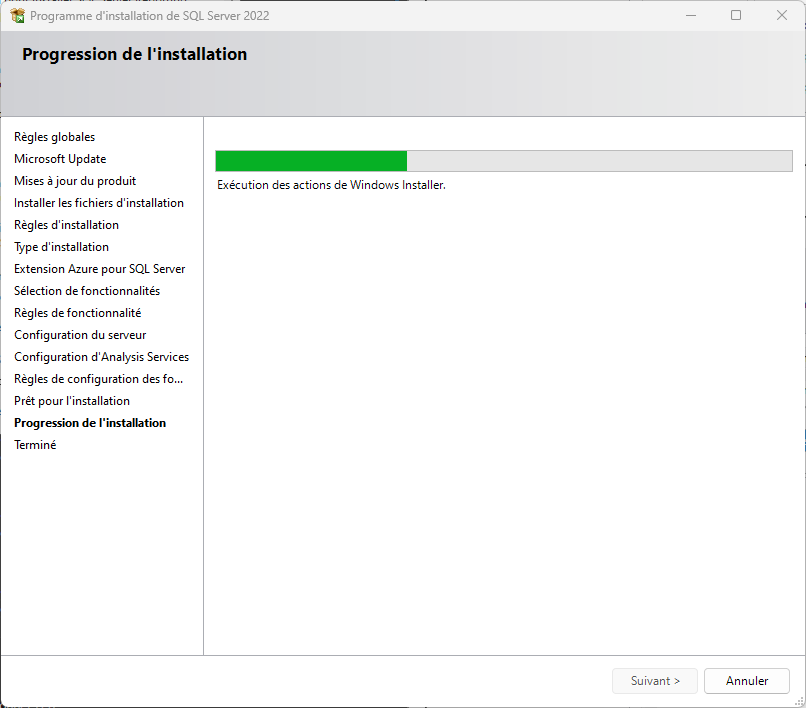 Programme d'installation de SQL Server 2022
Progression de l'installation
Règles globales
Microsoft Update
Mises à jour du produit
Installer les fichiers d'installation
Règles d'installation
Type d'installation
Extension Azure pour SQL Server
Sélection de fonctionnalités
Règles de fonctionnalité
Configuration du serveur
Configuration d'Analysis Services
Règles de configuration des fo...
Prêt pour l'installation
Progression de l'installation
Terminé
Exécution des actions de Windows Installer.
Suivant >
Annuler